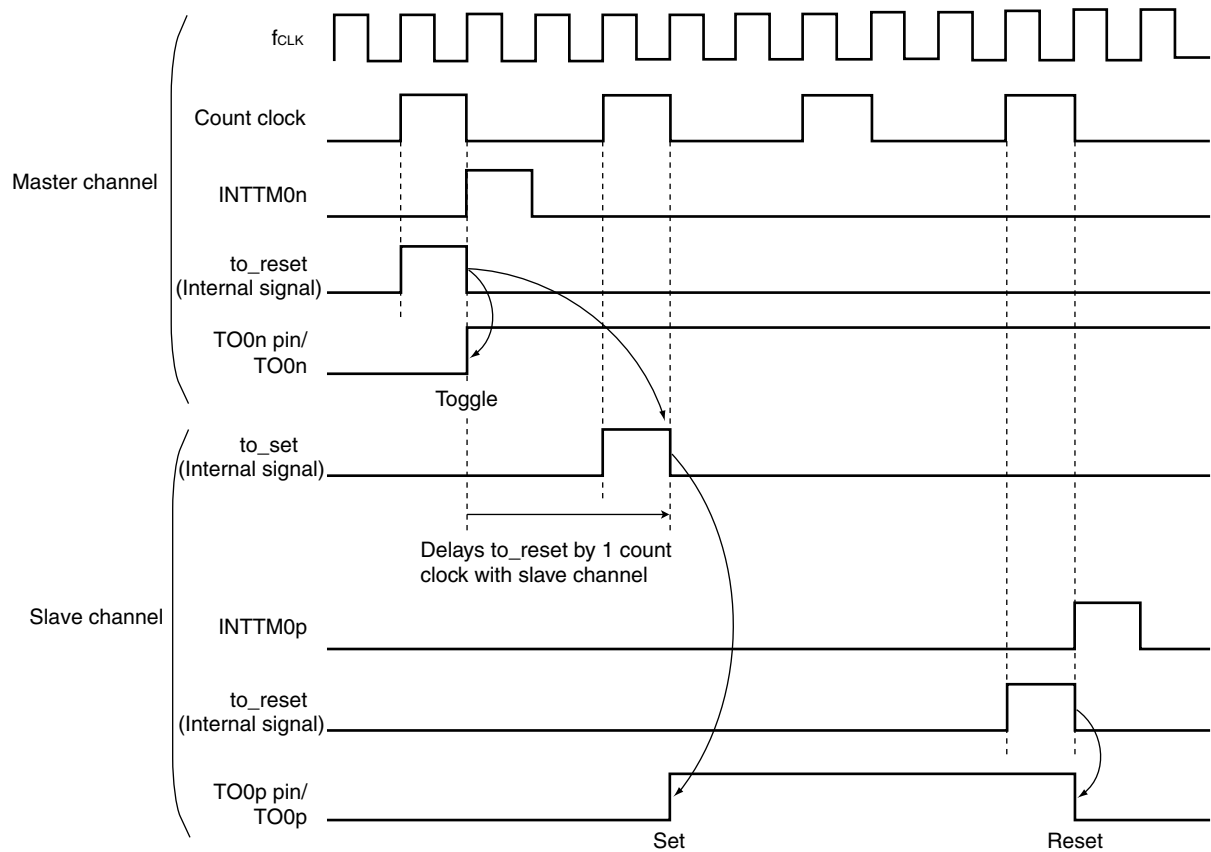 fCLK
Count clock
Master channel
INTTM0n
to_reset
(Internal signal)
TO0n pin/
TO0n
Toggle
to_set
(Internal signal)
Delays to_reset by 1 count
clock with slave channel
Slave channel
INTTM0p
to_reset
(Internal signal)
TO0p pin/
TO0p
Set
Reset